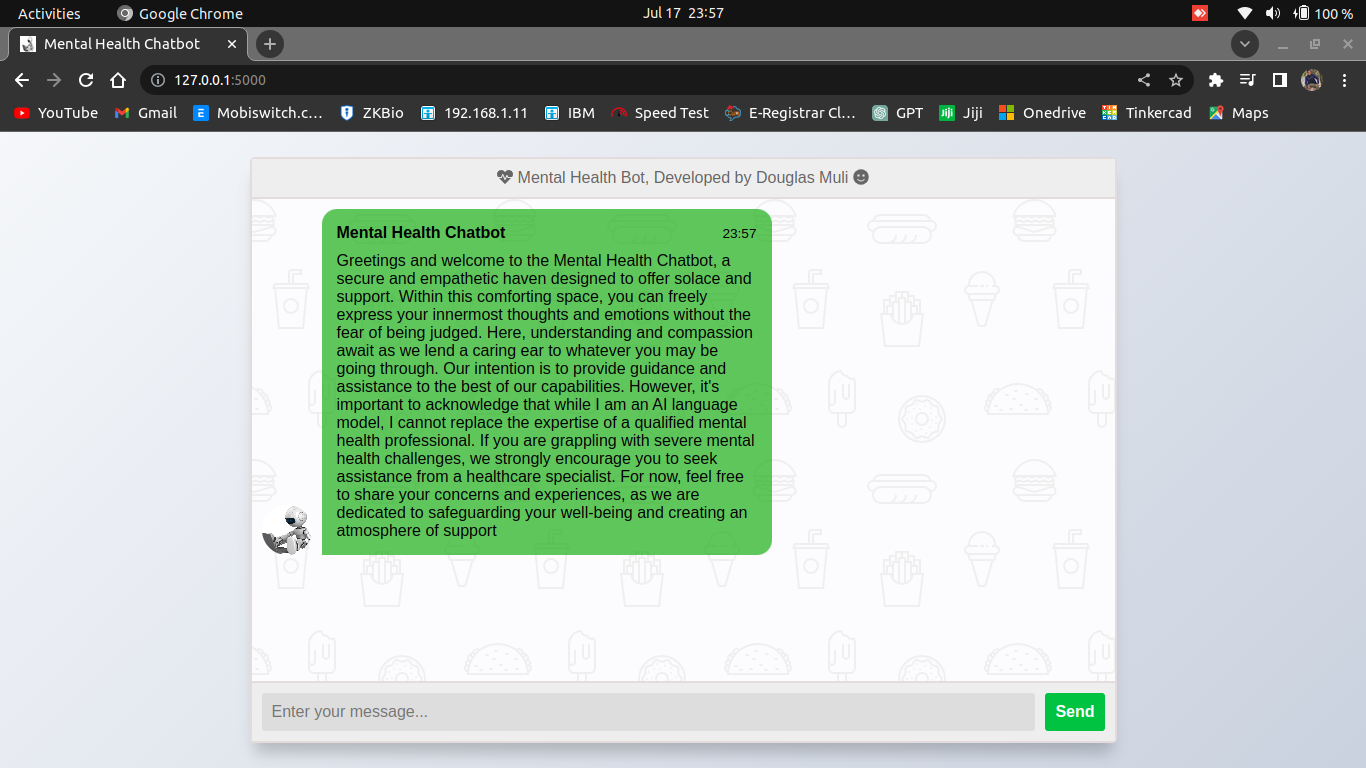 Activities Google Chrome Jul 17 23:57 100 %
Mental Health Chatbot
127.0.0.1:5000
YouTube Gmail Mobiswitch.c... ZKBio 192.168.1.11 IBM Speed Test E-Registrar Cl... GPT Jiji Onedrive Tinkercad Maps
Mental Health Bot, Developed by Douglas Muli
Mental Health Chatbot 23:57
Greetings and welcome to the Mental Health Chatbot, a
secure and empathetic haven designed to offer solace and
support. Within this comforting space, you can freely
express your innermost thoughts and emotions without the
fear of being judged. Here, understanding and compassion
await as we lend a caring ear to whatever you may be
going through. Our intention is to provide guidance and
assistance to the best of our capabilities. However, it's
important to acknowledge that while I am an AI language
model, I cannot replace the expertise of a qualified mental
health professional. If you are grappling with severe mental
health challenges, we strongly encourage you to seek
assistance from a healthcare specialist. For now, feel free
to share your concerns and experiences, as we are
dedicated to safeguarding your well-being and creating an
atmosphere of support
Enter your message... Send